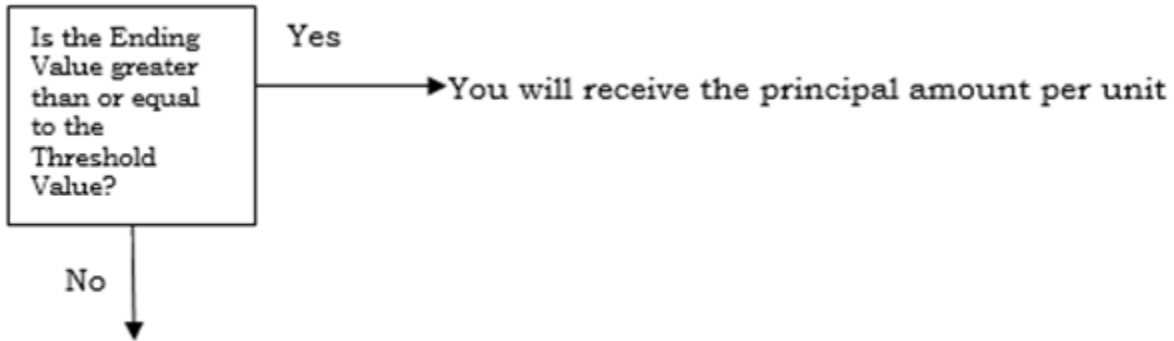 Is the Ending
Value greater
than or equal
to the
Threshold
Value?
Yes
You will receive the principal amount per unit
No